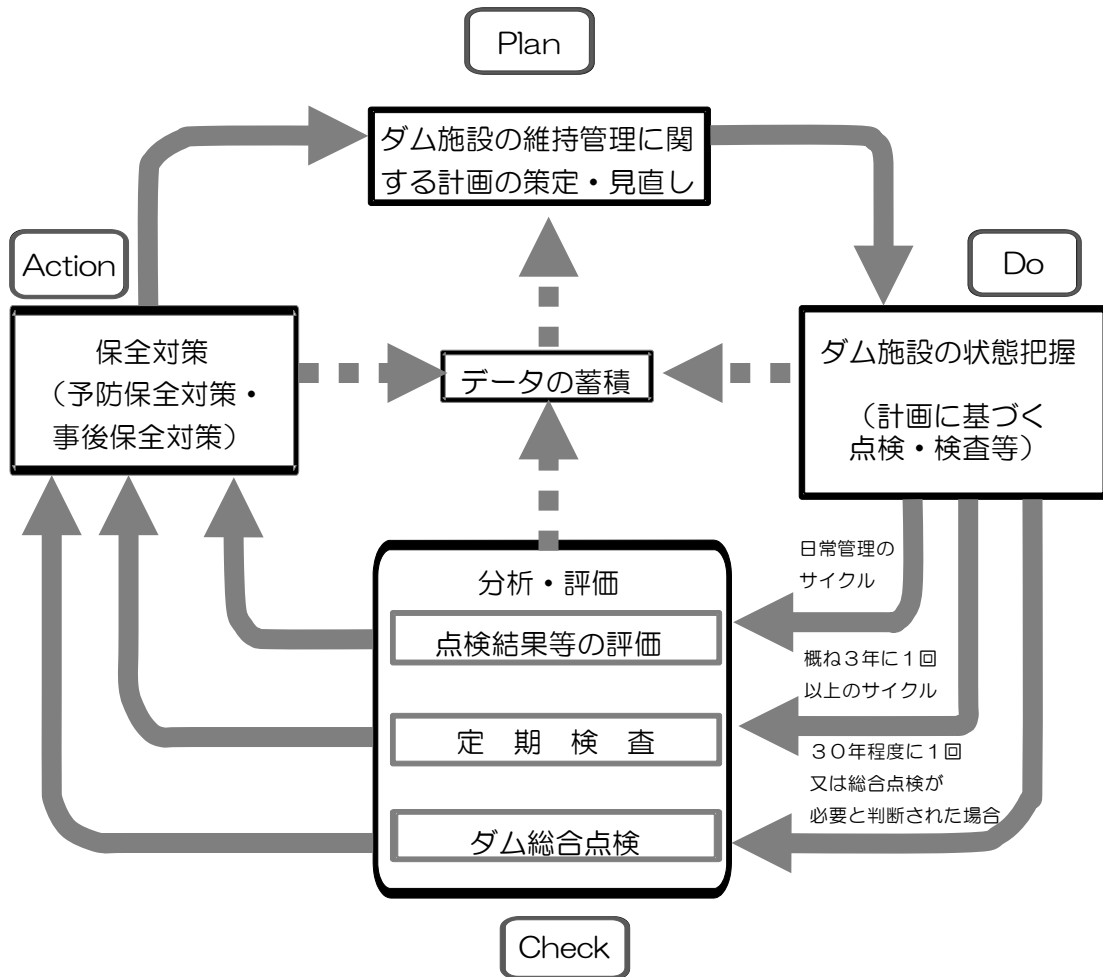 Plan
ダム施設の維持管理に関
する計画の策定・見直し
Action
Do
保全対策
（予防保全対策・
事後保全対策）
データの蓄積
ダム施設の状態把握
（計画に基づく
点検・検査等）
日常管理の
サイクル
分析・評価
点検結果等の評価
概ね３年に１回
以上のサイクル
定　期　検　査
３０年程度に１回
又は総合点検が
必要と判断された場合
ダム総合点検
Check